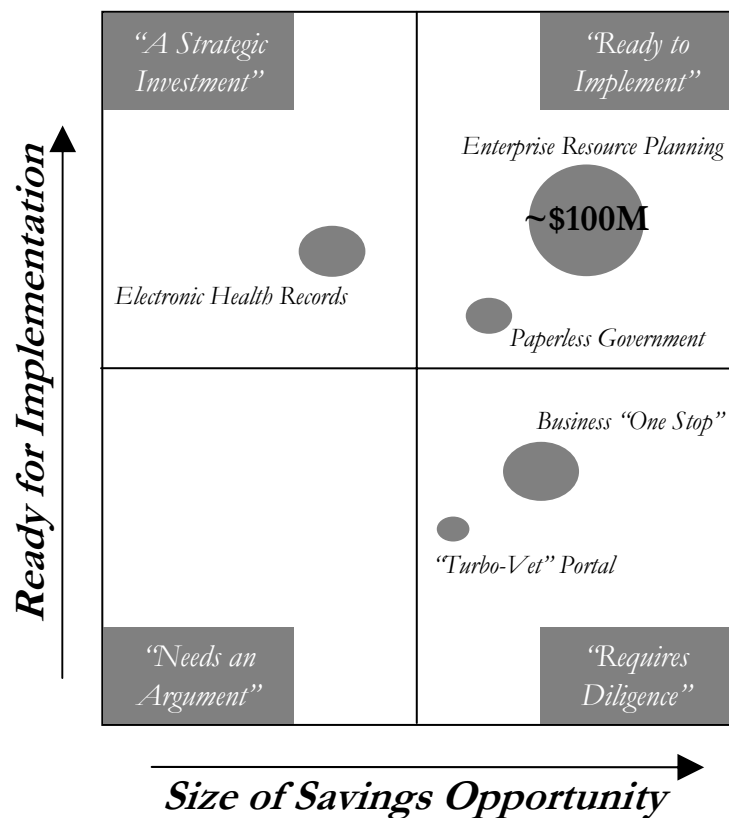 “A Strategic
Investment”
“Ready to
Implement”
Enterprise Resource Planning
~$100M
Electronic Health Records
Paperless Government
Business “One Stop”
“Turbo-Vet” Portal
“Needs an
Argument”
“Requires
Diligence”
Ready for Implementation
Size of Savings Opportunity